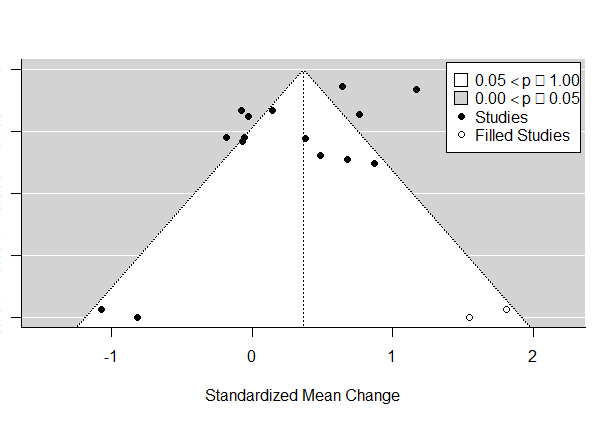 0.05 < p □ 1.00
0.00 < p □ 0.05
Studies
Filled Studies
-1
0
1
2
Standardized Mean Change